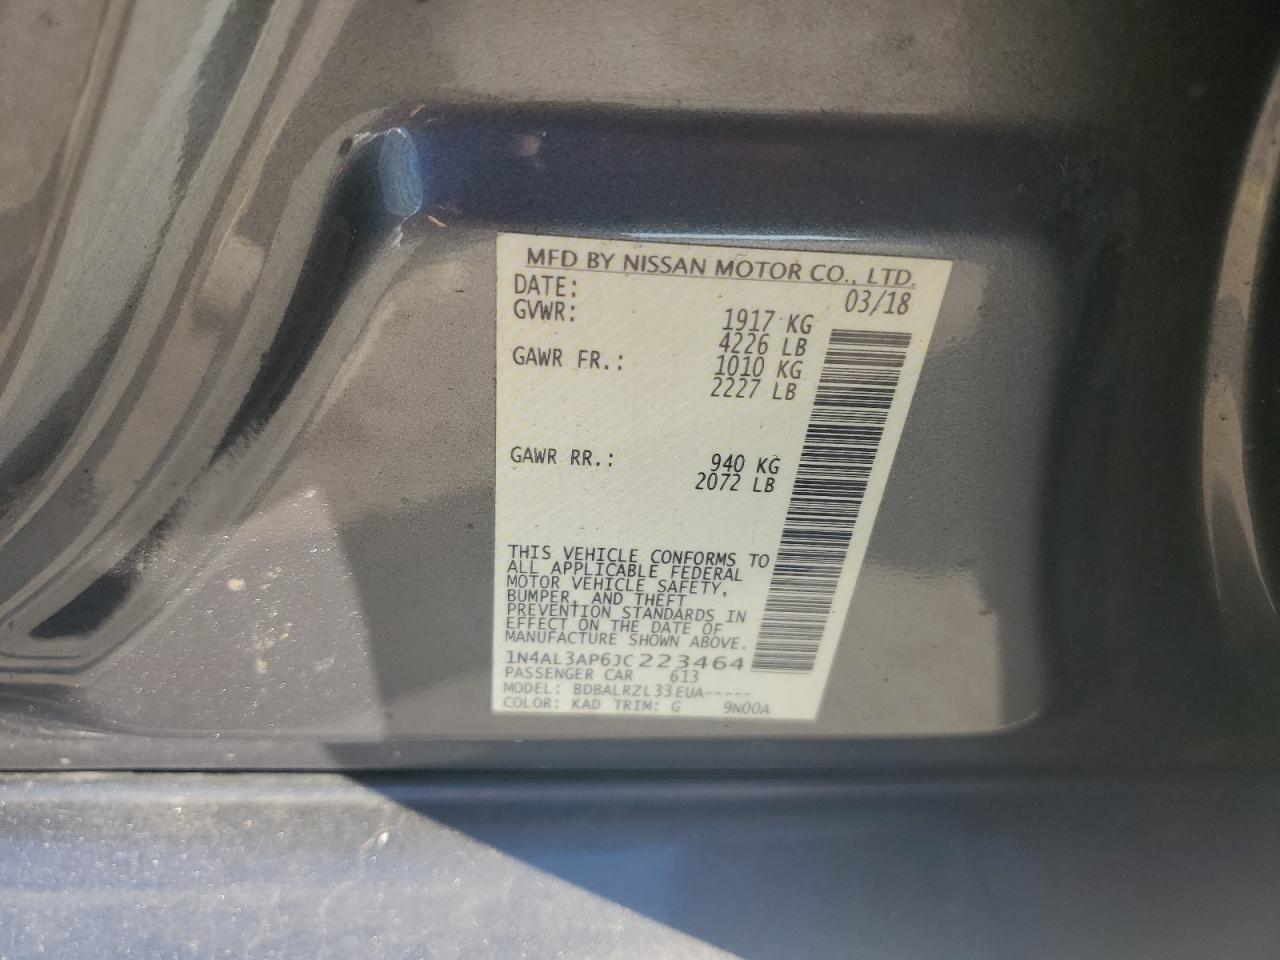 MFD BY NISSAN MOTOR CO., LTD.
DATE: 03/18
GVWR: 1917 KG
4226 LB
GAWR FR.: 1010 KG
2227 LB
GAWR RR.: 940 KG
2072 LB
THIS VEHICLE CONFORMS TO
ALL APPLICABLE FEDERAL
MOTOR VEHICLE SAFETY,
BUMPER, AND THEFT
PREVENTION STANDARDS IN
EFFECT ON THE DATE OF
MANUFACTURE SHOWN ABOVE.
1N4AL3AP6JC223464
PASSENGER CAR 613
MODEL: BDBALRZL33EUA-----
COLOR: KAD TRIM: G 9N00A